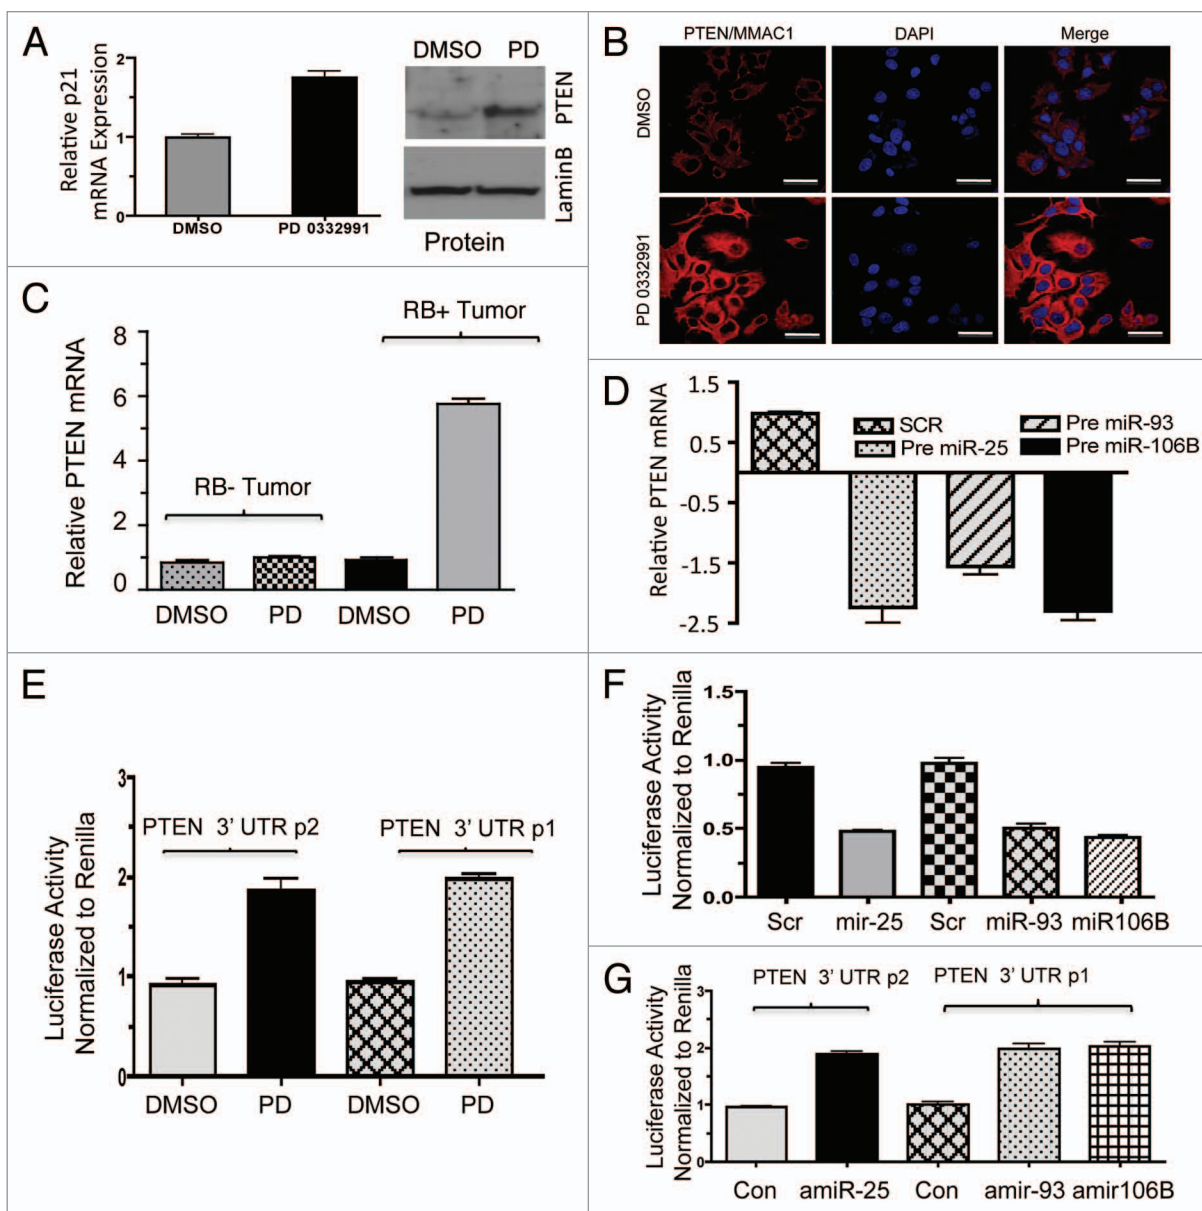 A
Relative p21
mRNA Expression
2
1
0
DMSO
PD 0332991
DMSO PD
PTEN
LaminB
Protein
B
PTEN/MMAC1 DAPI Merge
DMSO
PD 0332991
C
Relative PTEN mRNA
8
6
4
2
0
RB- Tumor
RB+ Tumor
DMSO PD DMSO PD
D
Relative PTEN mRNA
1.5
0.5
-0.5
-1.5
-2.5
SCR
Pre miR-25
Pre miR-93
Pre miR-106B
E
Luciferase Activity
Normalized to Renilla
3
2
1
0
PTEN 3' UTR p2
PTEN 3' UTR p1
DMSO PD DMSO PD
F
Luciferase Activity
Normalized to Renilla
1.5
1.0
0.5
0.0
Scr mir-25 Scr miR-93 miR106B
G
Luciferase Activity
Normalized to Renilla
3
2
1
0
PTEN 3' UTR p2
PTEN 3' UTR p1
Con amiR-25 Con amir-93 amir106B